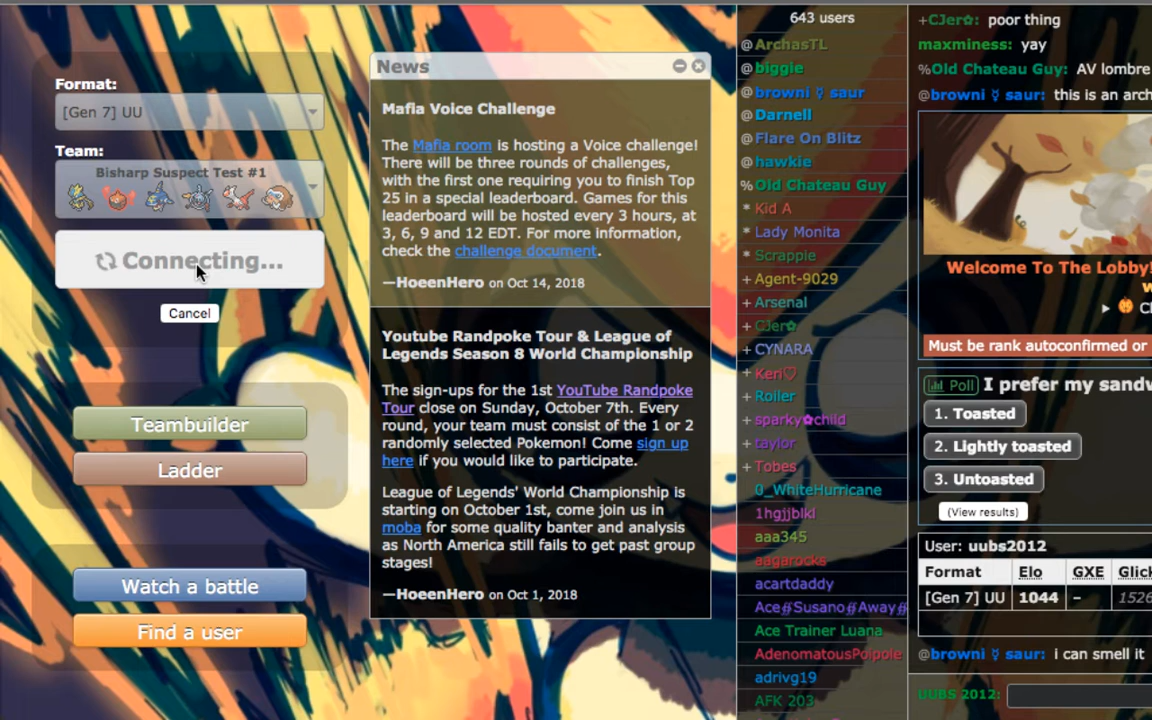 Format:
[Gen 7] UU
Team:
Bisharp Suspect Test #1
Connecting...
Cancel
Teambuilder
Ladder
Watch a battle
Find a user
News
Mafia Voice Challenge
The Mafia room is hosting a Voice challenge!
There will be three rounds of challenges,
with the first one requiring you to finish Top
25 in a special leaderboard. Games for this
leaderboard will be hosted every 3 hours, at
3, 6, 9 and 12 EDT. For more information,
check the challenge document.
—HoeenHero on Oct 14, 2018
Youtube Randpoke Tour & League of
Legends Season 8 World Championship
The sign-ups for the 1st YouTube Randpoke
Tour close on Sunday, October 7th. Every
round, your team must consist of the 1 or 2
randomly selected Pokemon! Come sign up
here if you would like to participate.
League of Legends' World Championship is
starting on October 1st, come join us in
moba for some quality banter and analysis
as North America still fails to get past group
stages!
—HoeenHero on Oct 1, 2018
643 users
@ArchasTL
@biggie
@browni ☿ saur
@Darnell
@Flare On Blitz
@hawkie
%Old Chateau Guy
* Kid A
* Lady Monita
* Scrappie
+Agent-9029
+Arsenal
+CJer✿
+CYNARA
+Keri♡
+Roller
+sparky✿child
+taylor
+Tobes
0_WhiteHurricane
1hgjjblkl
aaa345
aagarocks
acartdaddy
Ace∯Susano∯Away∯
Ace Trainer Luana
AdenomatousPolpole
adrivg19
AFK 203
+CJer✿: poor thing
maxminess: yay
%Old Chateau Guy: AV lombre
@browni ☿ saur: this is an arch
Welcome To The Lobby!
w
Must be rank autoconfirmed or
Poll I prefer my sandw
1. Toasted
2. Lightly toasted
3. Untoasted
(View results)
User: uubs2012
Format Elo GXE Glick
[Gen 7] UU 1044 – 1526
@browni ☿ saur: i can smell it
UUBS 2012: